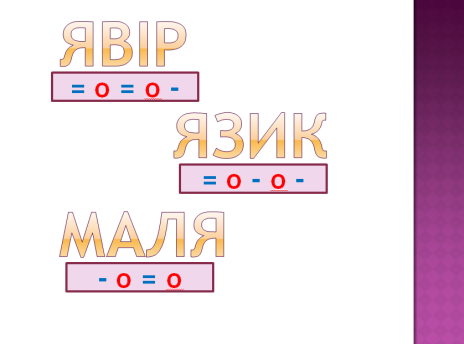 ЯВІР
= о = о -
ЯЗИК
= о - о -
МАЛЯ
- о = о